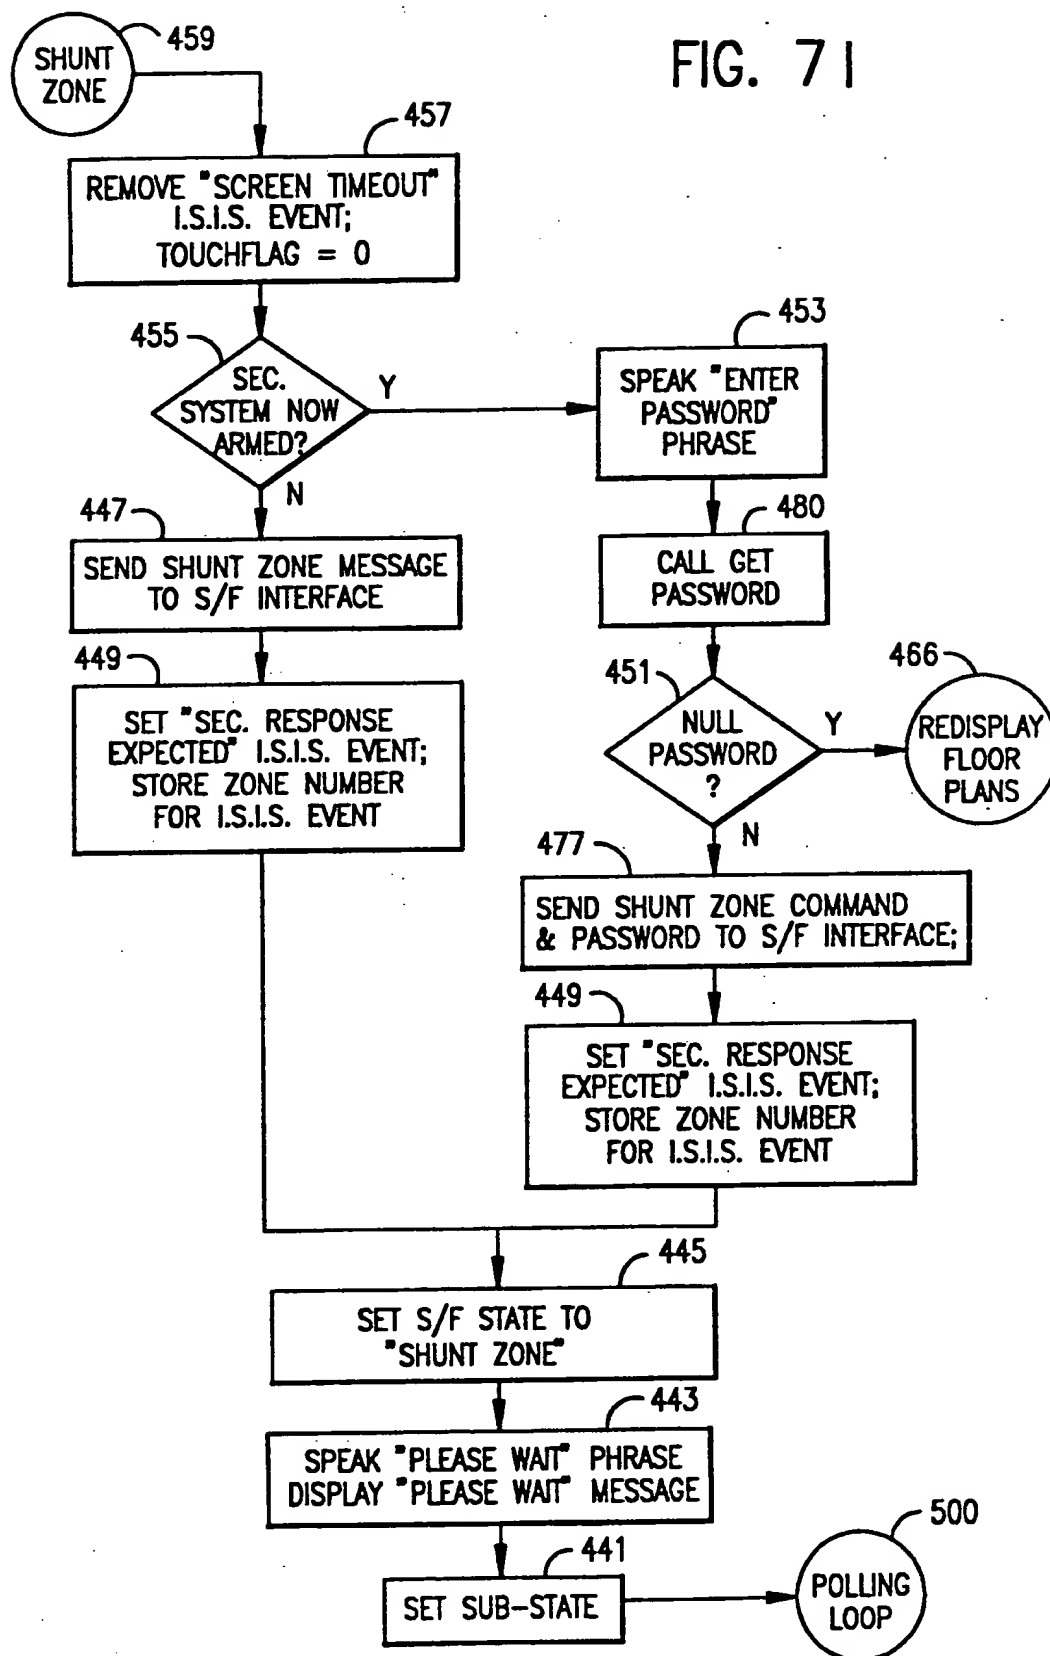 FIG. 71
459
SHUNT
ZONE
457
REMOVE "SCREEN TIMEOUT"
I.S.I.S. EVENT;
TOUCHFLAG = 0
455
SEC.
SYSTEM NOW
ARMED?
Y
N
453
SPEAK "ENTER
PASSWORD"
PHRASE
480
CALL GET
PASSWORD
447
SEND SHUNT ZONE MESSAGE
TO S/F INTERFACE
449
SET "SEC. RESPONSE
EXPECTED" I.S.I.S. EVENT;
STORE ZONE NUMBER
FOR I.S.I.S. EVENT
451
NULL
PASSWORD
?
Y
N
466
REDISPLAY
FLOOR
PLANS
477
SEND SHUNT ZONE COMMAND
& PASSWORD TO S/F INTERFACE;
449
SET "SEC. RESPONSE
EXPECTED" I.S.I.S. EVENT;
STORE ZONE NUMBER
FOR I.S.I.S. EVENT
445
SET S/F STATE TO
"SHUNT ZONE"
443
SPEAK "PLEASE WAIT" PHRASE
DISPLAY "PLEASE WAIT" MESSAGE
441
SET SUB-STATE
500
POLLING
LOOP